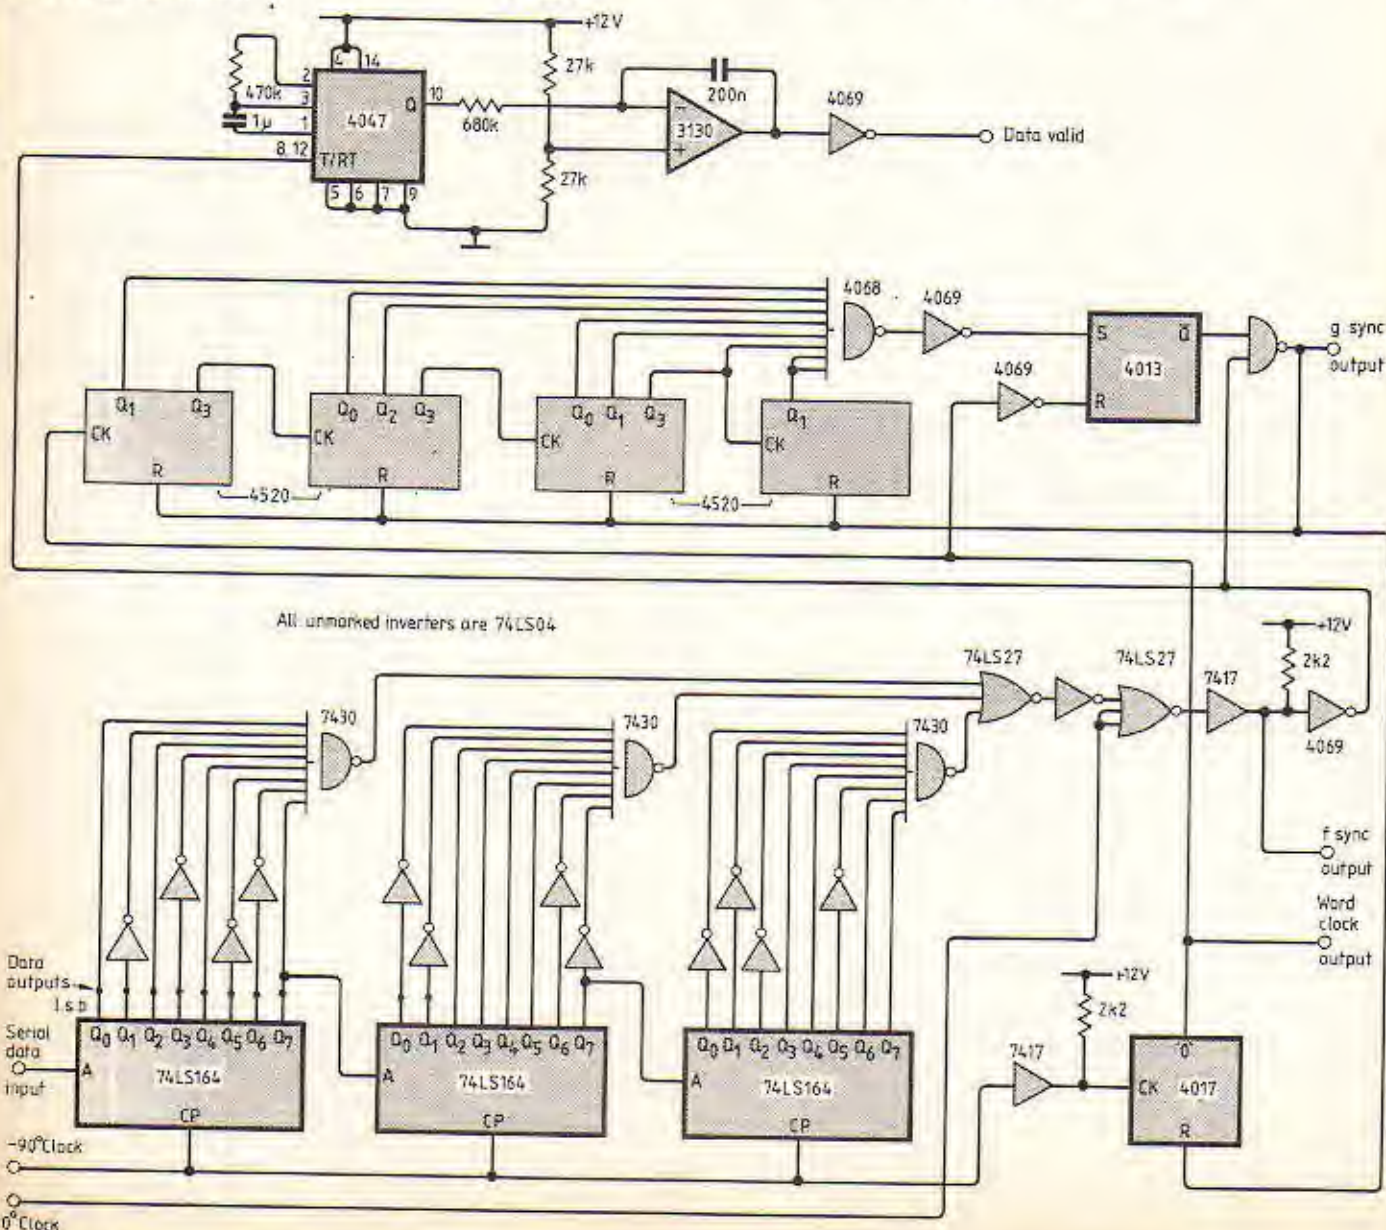 +12V
4 14
2
470k
3
1µ
1
8,12
T/RT
4047
Q
10
680k
5 6 7 9
27k
27k
200n
−
3130
+
4069
Data valid
4068
4069
4069
S Q̄
4013
R
g sync
output
Q1 Q3
CK
R
Q0 Q2 Q3
CK
R
Q0 Q1 Q3
CK
R
Q1
CK
R
4520
4520
All unmarked inverters are 74LS04
74LS27
74LS27
+12V
2k2
4069
7430
7430
7430
f sync
output
Word
clock
output
Data
outputs
l.s.b
Serial
data
input
Q0 Q1 Q2 Q3 Q4 Q5 Q6 Q7
A
74LS164
CP
Q0 Q1 Q2 Q3 Q4 Q5 Q6 Q7
A
74LS164
CP
Q0 Q1 Q2 Q3 Q4 Q5 Q6 Q7
A
74LS164
CP
7417
+12V
2k2
'0'
CK 4017
R
-90°Clock
0°Clock